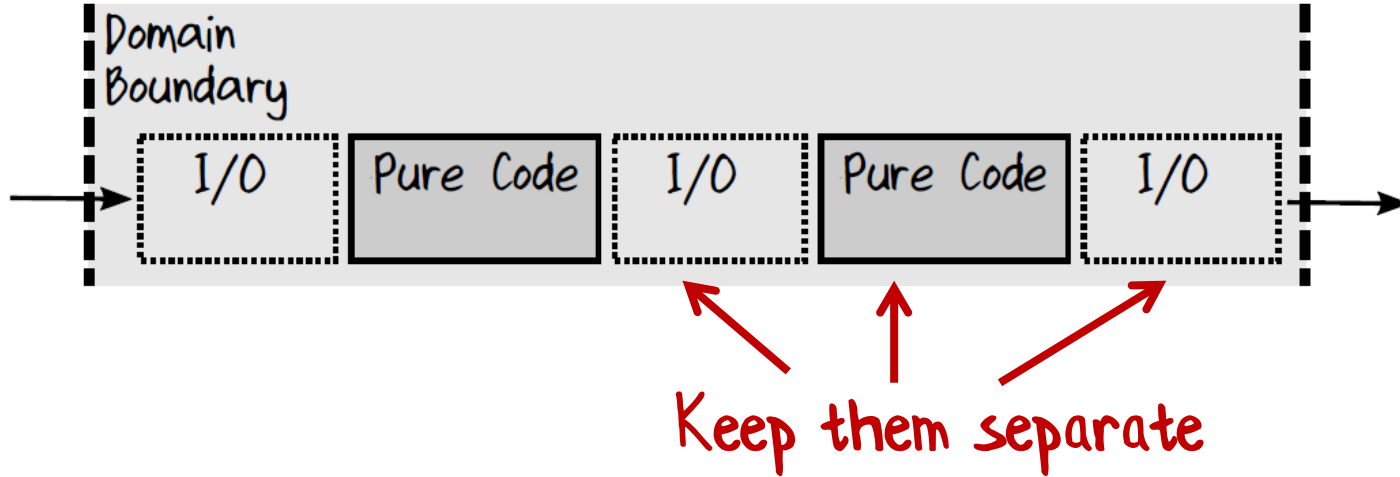 Domain
Boundary
I/O
Pure Code
I/O
Pure Code
I/O
Keep them separate